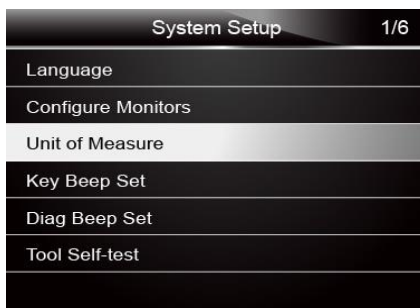 System Setup 1/6
Language
Configure Monitors
Unit of Measure
Key Beep Set
Diag Beep Set
Tool Self-test